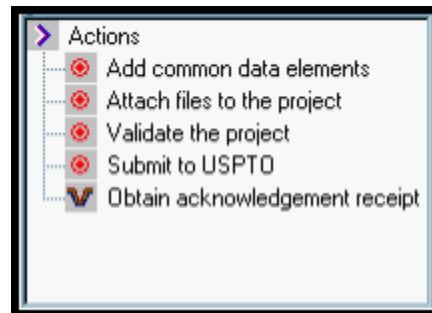 Actions
Add common data elements
Attach files to the project
Validate the project
Submit to USPTO
Obtain acknowledgement receipt